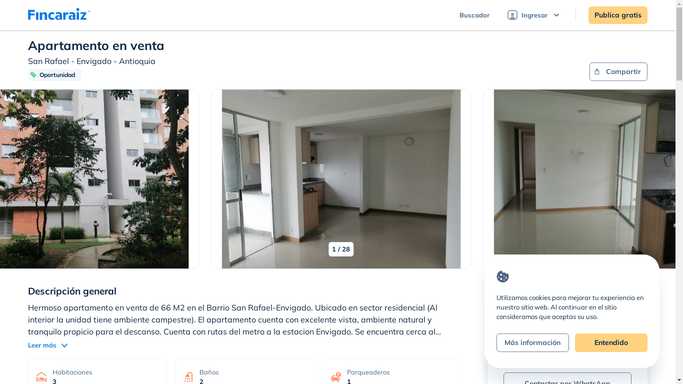 Fincaraiz
Buscador
Ingresar
Publica gratis
Apartamento en venta
San Rafael - Envigado - Antioquia
Oportunidad
Compartir
1 / 28
Descripción general
Hermoso apartamento en venta de 66 M2 en el Barrio San Rafael-Envigado. Ubicado en sector residencial (Al
interior la unidad tiene ambiente campestre). El apartamento cuenta con excelente vista, ambiente natural y
tranquilo propicio para el descanso. Cuenta con rutas del metro a la estacion Envigado. Se encuentra cerca al...
Leer más
Habitaciones
3
Baños
2
Parqueaderos
1
Utilizamos cookies para mejorar tu experiencia en
nuestro sitio web. Al continuar en el sitio
consideramos que aceptas su uso.
Más información
Entendido
Contactar por WhatsApp